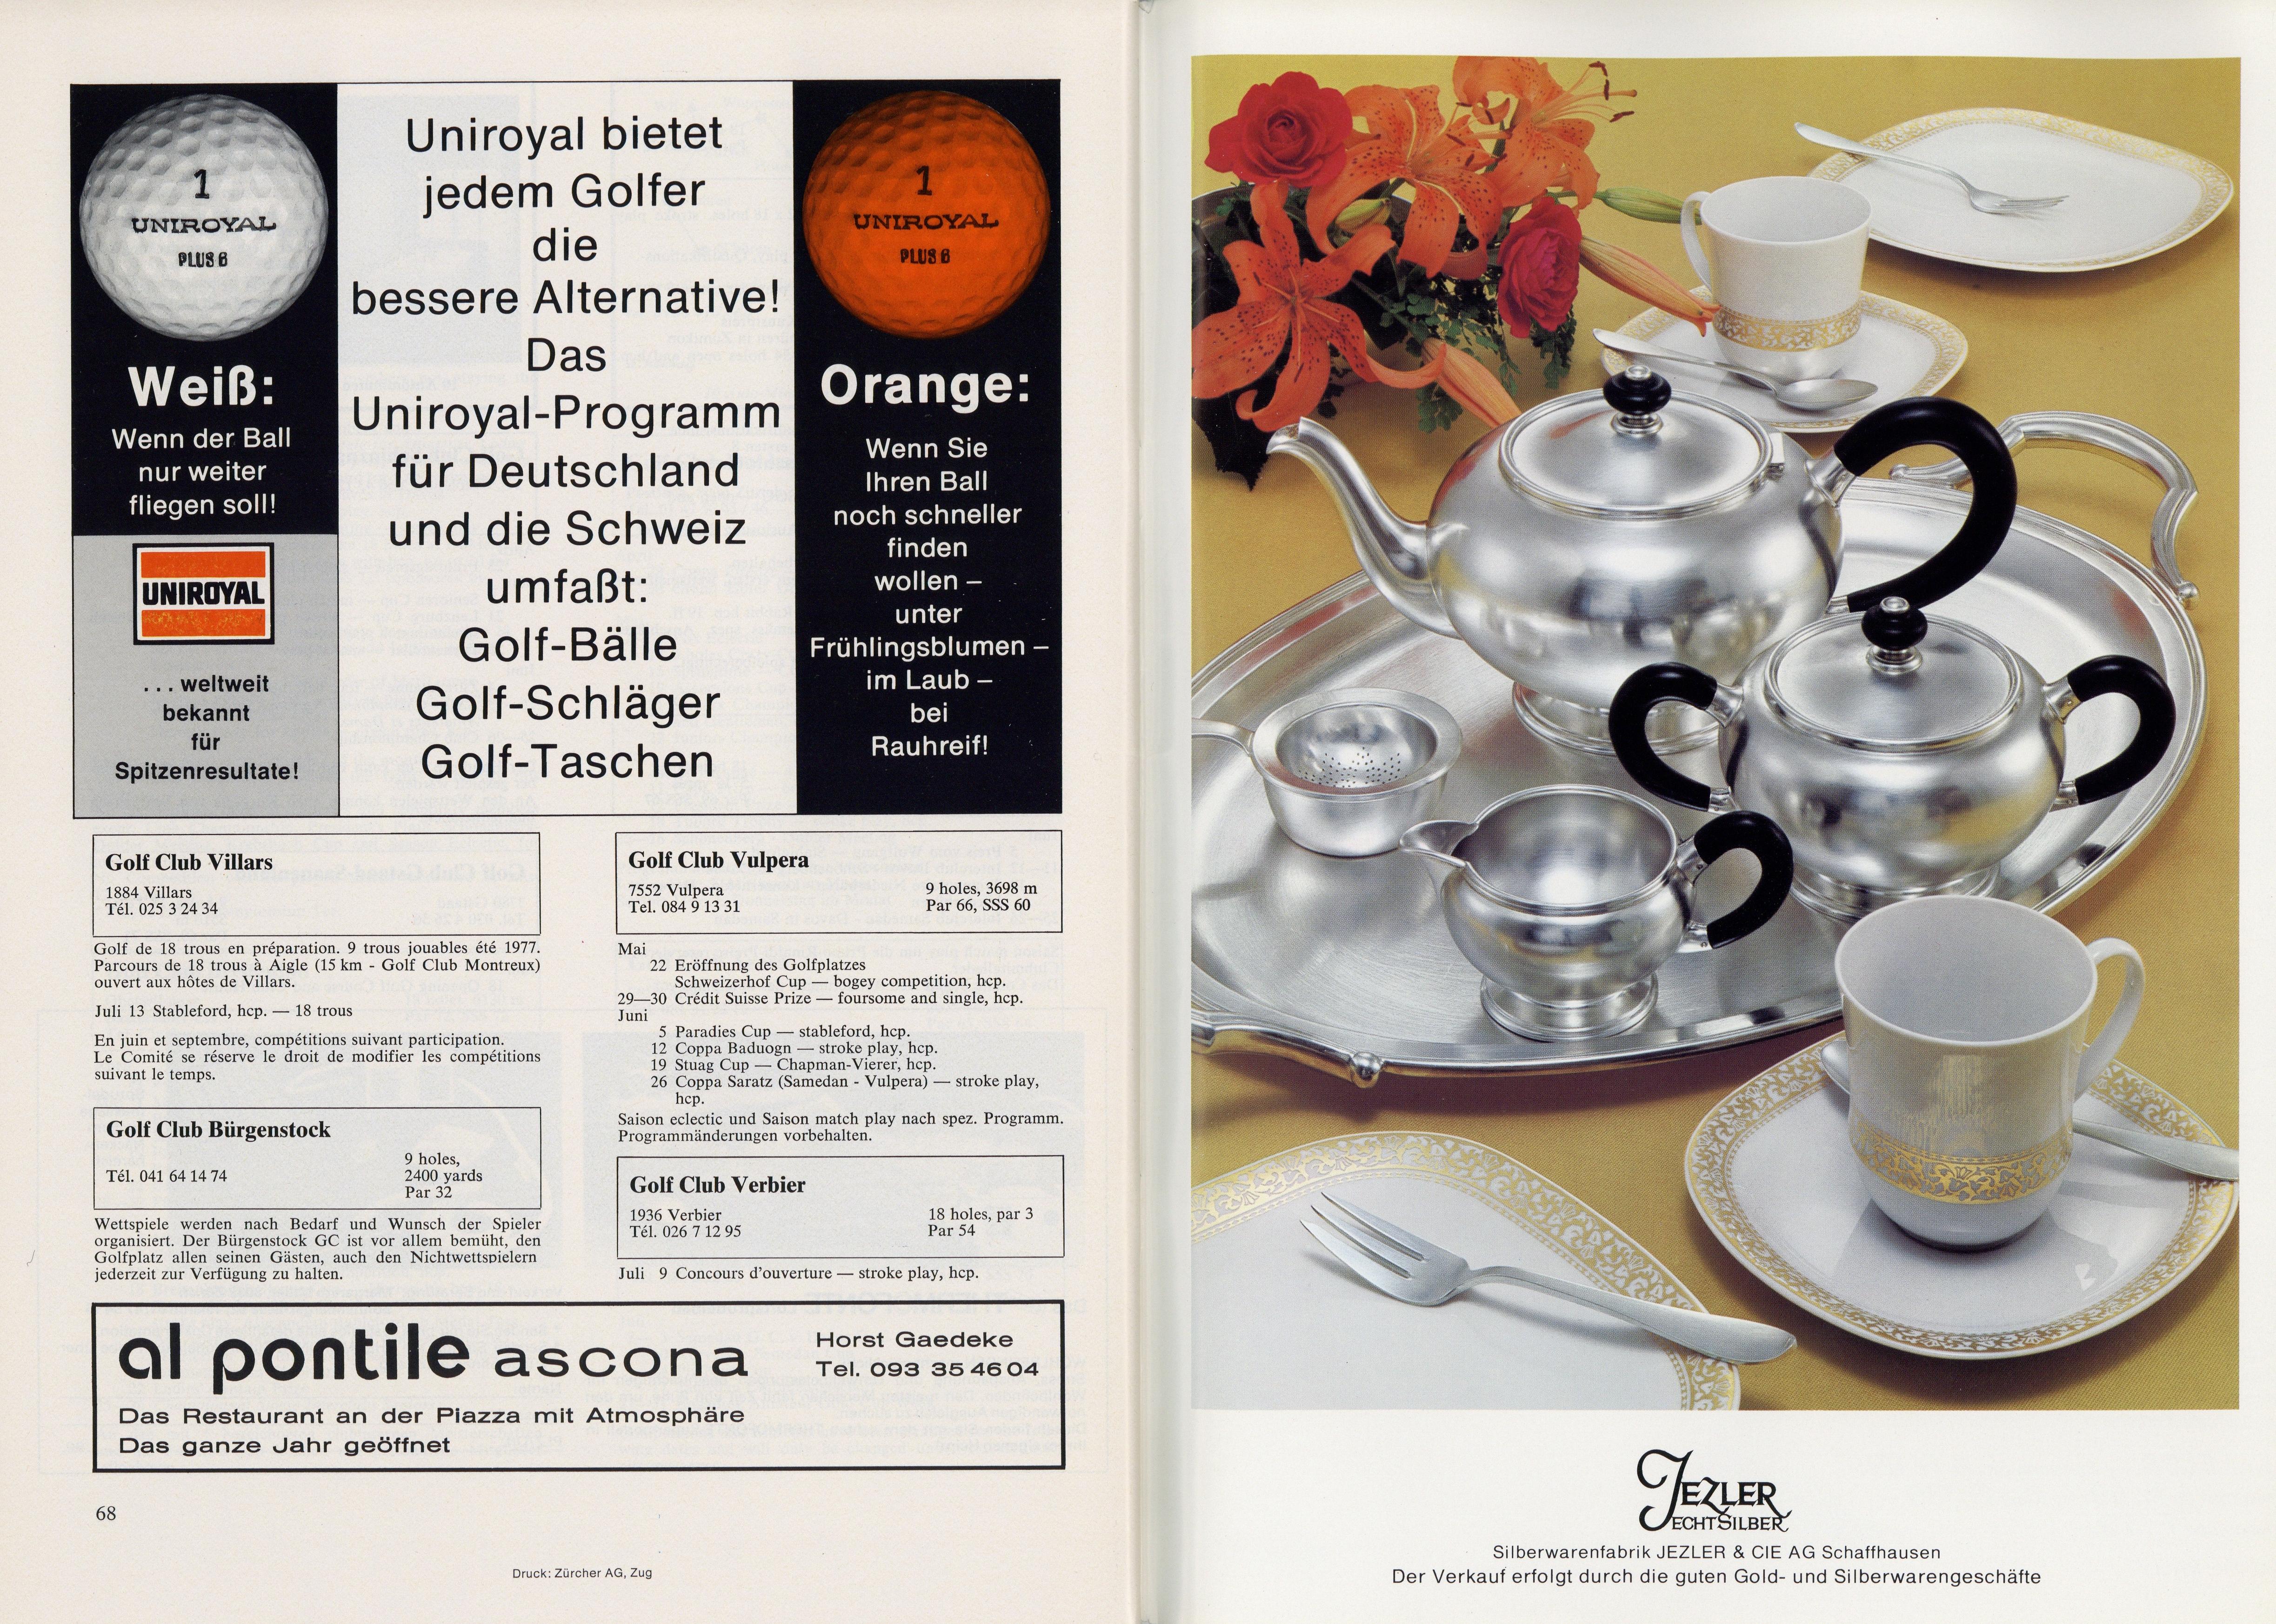 1
UNIROYAL
PLUS 6
Weiß:
Wenn der Ball
nur weiter
fliegen soll!
UNIROYAL
... weltweit
bekannt
für
Spitzenresultate!
Uniroyal bietet
jedem Golfer
die
bessere Alternative!
Das
Uniroyal-Programm
für Deutschland
und die Schweiz
umfaßt:
Golf-Bälle
Golf-Schläger
Golf-Taschen
1
UNIROYAL
PLUS 6
Orange:
Wenn Sie
Ihren Ball
noch schneller
finden
wollen –
unter
Frühlingsblumen –
im Laub –
bei
Rauhreif!
Golf Club Villars
1884 Villars
Tél. 025 3 24 34
Golf de 18 trous en préparation. 9 trous jouables été 1977.
Parcours de 18 trous à Aigle (15 km - Golf Club Montreux)
ouvert aux hôtes de Villars.
Juli 13 Stableford, hcp. — 18 trous
En juin et septembre, compétitions suivant participation.
Le Comité se réserve le droit de modifier les compétitions
suivant le temps.
Golf Club Bürgenstock
9 holes,
Tél. 041 64 14 74 2400 yards
Par 32
Wettspiele werden nach Bedarf und Wunsch der Spieler
organisiert. Der Bürgenstock GC ist vor allem bemüht, den
Golfplatz allen seinen Gästen, auch den Nichtwettspielern
jederzeit zur Verfügung zu halten.
Golf Club Vulpera
7552 Vulpera 9 holes, 3698 m
Tel. 084 9 13 31 Par 66, SSS 60
Mai
22 Eröffnung des Golfplatzes
Schweizerhof Cup — bogey competition, hcp.
29—30 Crédit Suisse Prize — foursome and single, hcp.
Juni
5 Paradies Cup — stableford, hcp.
12 Coppa Baduogn — stroke play, hcp.
19 Stuag Cup — Chapman-Vierer, hcp.
26 Coppa Saratz (Samedan - Vulpera) — stroke play,
hcp.
Saison eclectic und Saison match play nach spez. Programm.
Programmänderungen vorbehalten.
Golf Club Verbier
1936 Verbier 18 holes, par 3
Tél. 026 7 12 95 Par 54
Juli 9 Concours d'ouverture — stroke play, hcp.
al pontile ascona
Horst Gaedeke
Tel. 093 35 46 04
Das Restaurant an der Piazza mit Atmosphäre
Das ganze Jahr geöffnet
68
Druck: Zürcher AG, Zug
JEZLER
ECHT SILBER
Silberwarenfabrik JEZLER & CIE AG Schaffhausen
Der Verkauf erfolgt durch die guten Gold- und Silberwarengeschäfte